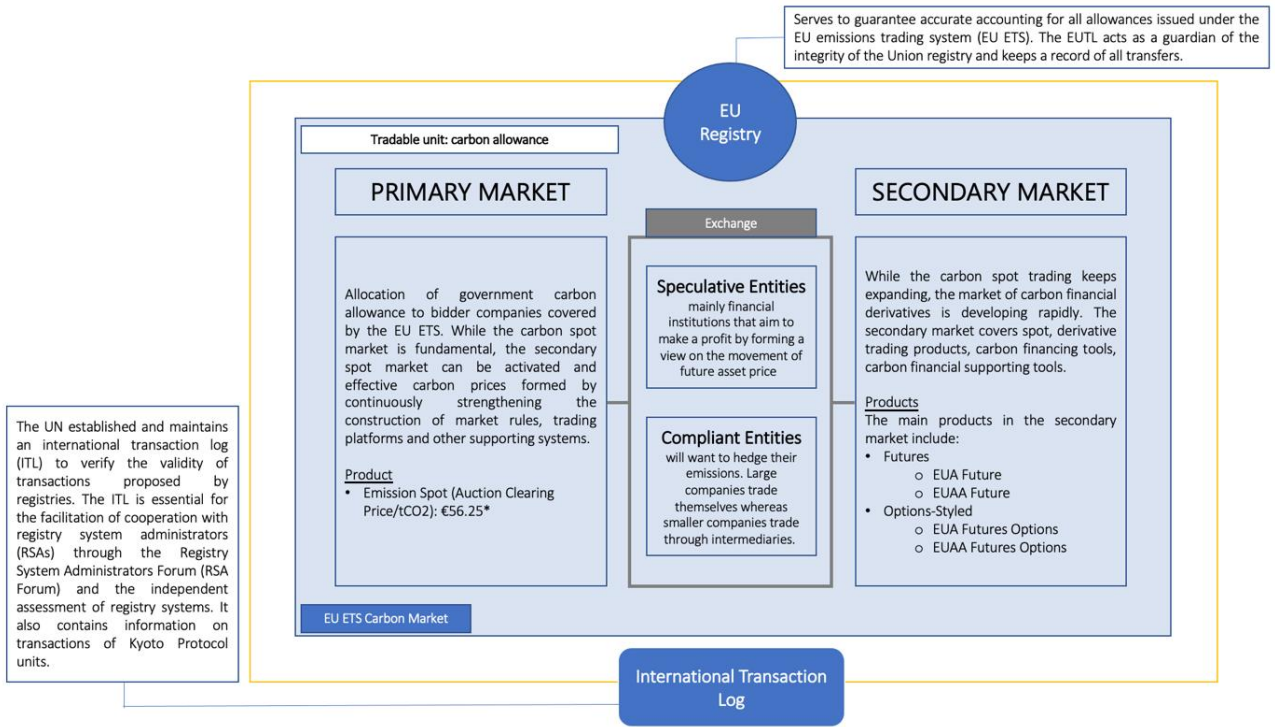 Serves to guarantee accurate accounting for all allowances issued under the
EU emissions trading system (EU ETS). The EUTL acts as a guardian of the
integrity of the Union registry and keeps a record of all transfers.
EU
Registry
Tradable unit: carbon allowance
PRIMARY MARKET
SECONDARY MARKET
Exchange
Allocation of government carbon
allowance to bidder companies covered
by the EU ETS. While the carbon spot
market is fundamental, the secondary
spot market can be activated and
effective carbon prices formed by
continuously strengthening the
construction of market rules, trading
platforms and other supporting systems.
Product
• Emission Spot (Auction Clearing
Price/tCO2): €56.25*
Speculative Entities
mainly financial
institutions that aim to
make a profit by forming a
view on the movement of
future asset price
Compliant Entities
will want to hedge their
emissions. Large
companies trade
themselves whereas
smaller companies trade
through intermediaries.
While the carbon spot trading keeps
expanding, the market of carbon financial
derivatives is developing rapidly. The
secondary market covers spot, derivative
trading products, carbon financing tools,
carbon financial supporting tools.
Products
The main products in the secondary
market include:
• Futures
o EUA Future
o EUAA Future
• Options-Styled
o EUA Futures Options
o EUAA Futures Options
EU ETS Carbon Market
The UN established and maintains
an international transaction log
(ITL) to verify the validity of
transactions proposed by
registries. The ITL is essential for
the facilitation of cooperation with
registry system administrators
(RSAs) through the Registry
System Administrators Forum (RSA
Forum) and the independent
assessment of registry systems. It
also contains information on
transactions of Kyoto Protocol
units.
International Transaction
Log